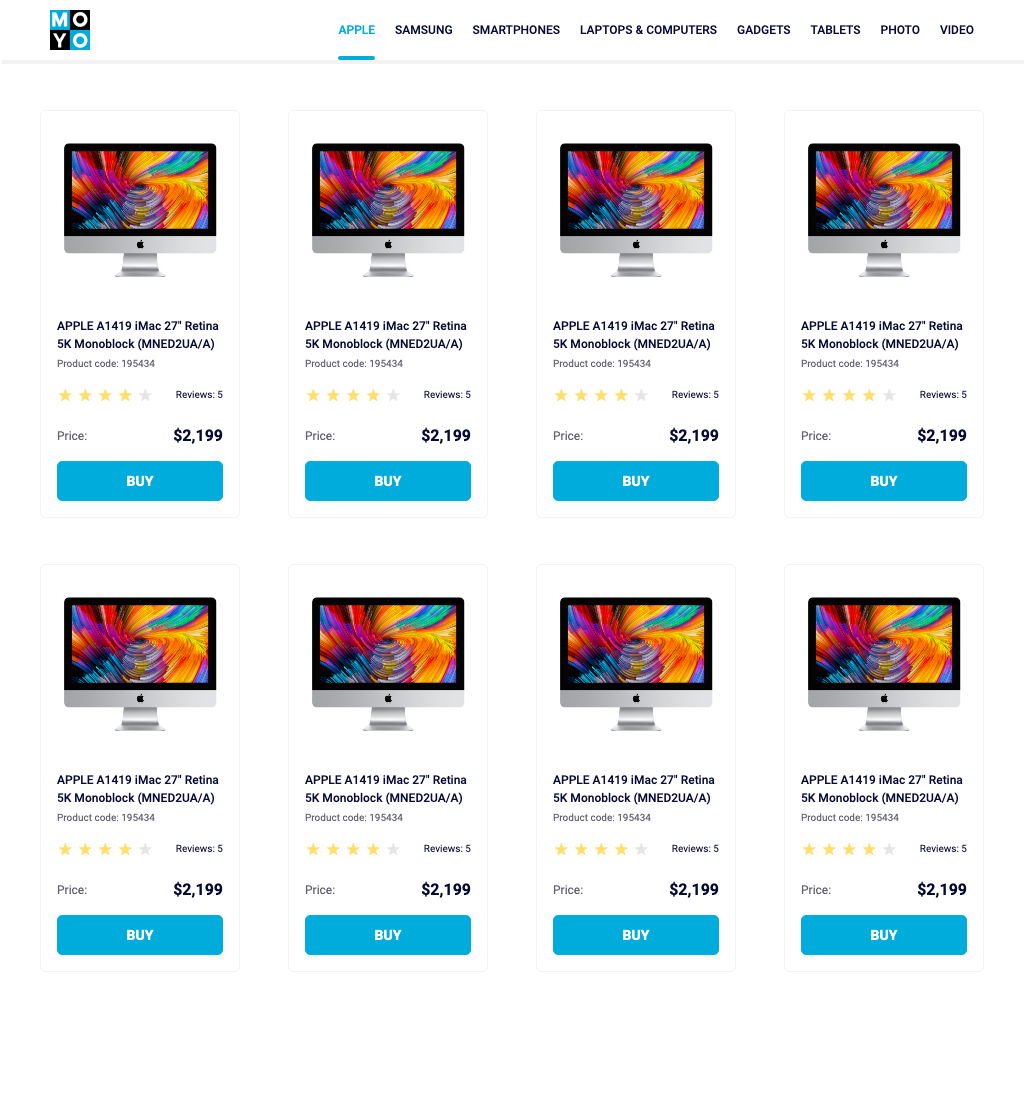 MO
YO
APPLE SAMSUNG SMARTPHONES LAPTOPS & COMPUTERS GADGETS TABLETS PHOTO VIDEO
APPLE A1419 iMac 27" Retina
5K Monoblock (MNED2UA/A)
Product code: 195434
Reviews: 5
Price: $2,199
BUY
APPLE A1419 iMac 27" Retina
5K Monoblock (MNED2UA/A)
Product code: 195434
Reviews: 5
Price: $2,199
BUY
APPLE A1419 iMac 27" Retina
5K Monoblock (MNED2UA/A)
Product code: 195434
Reviews: 5
Price: $2,199
BUY
APPLE A1419 iMac 27" Retina
5K Monoblock (MNED2UA/A)
Product code: 195434
Reviews: 5
Price: $2,199
BUY
APPLE A1419 iMac 27" Retina
5K Monoblock (MNED2UA/A)
Product code: 195434
Reviews: 5
Price: $2,199
BUY
APPLE A1419 iMac 27" Retina
5K Monoblock (MNED2UA/A)
Product code: 195434
Reviews: 5
Price: $2,199
BUY
APPLE A1419 iMac 27" Retina
5K Monoblock (MNED2UA/A)
Product code: 195434
Reviews: 5
Price: $2,199
BUY
APPLE A1419 iMac 27" Retina
5K Monoblock (MNED2UA/A)
Product code: 195434
Reviews: 5
Price: $2,199
BUY